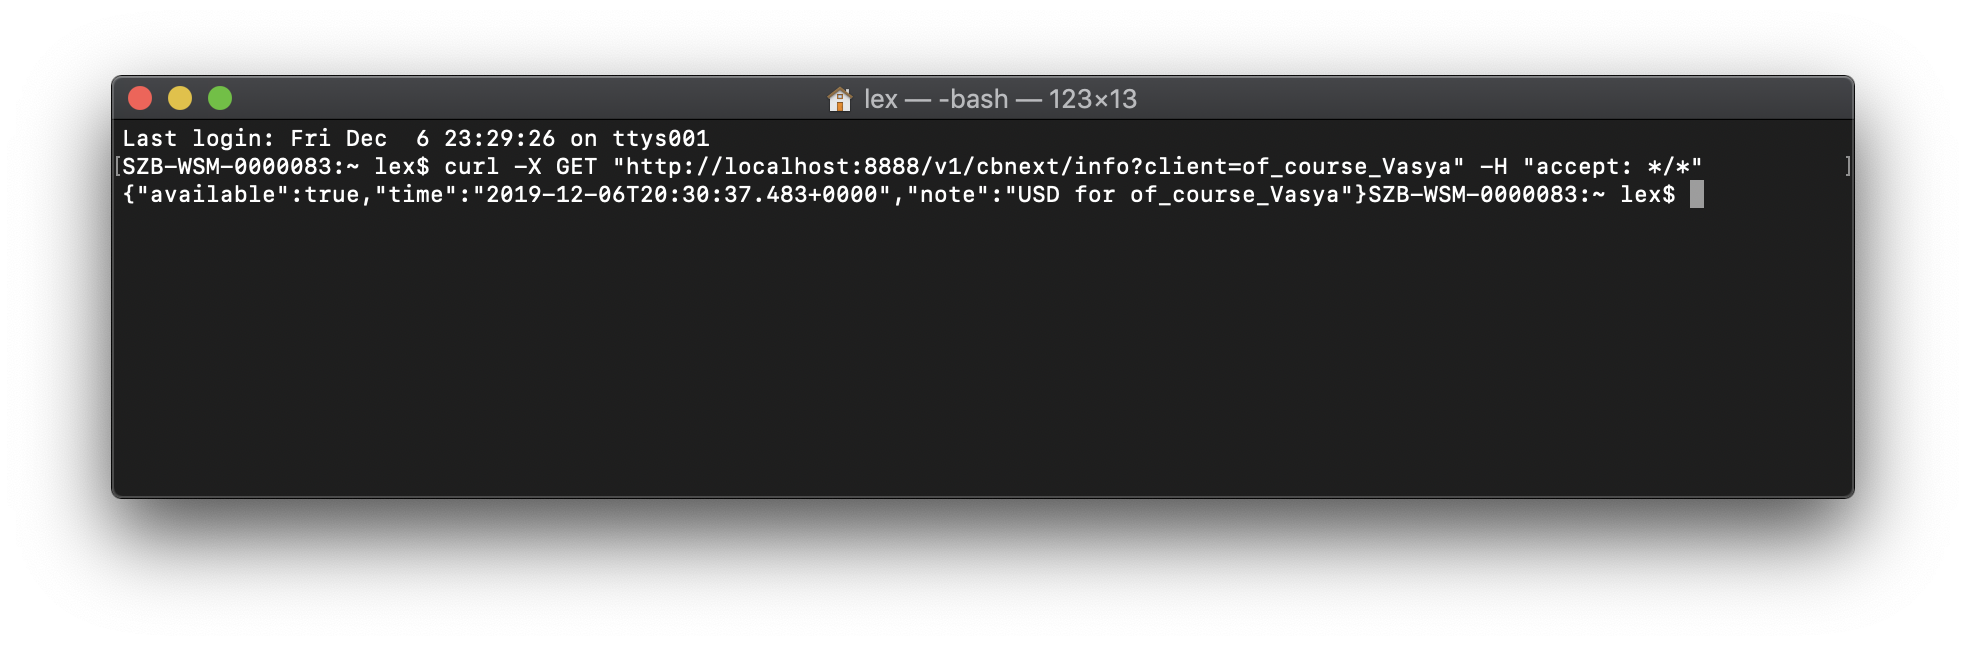 lex — -bash — 123×13
Last login: Fri Dec  6 23:29:26 on ttys001
[SZB-WSM-0000083:~ lex$ curl -X GET "http://localhost:8888/v1/cbnext/info?client=of_course_Vasya" -H "accept: */*"          ]
{"available":true,"time":"2019-12-06T20:30:37.483+0000","note":"USD for of_course_Vasya"}SZB-WSM-0000083:~ lex$